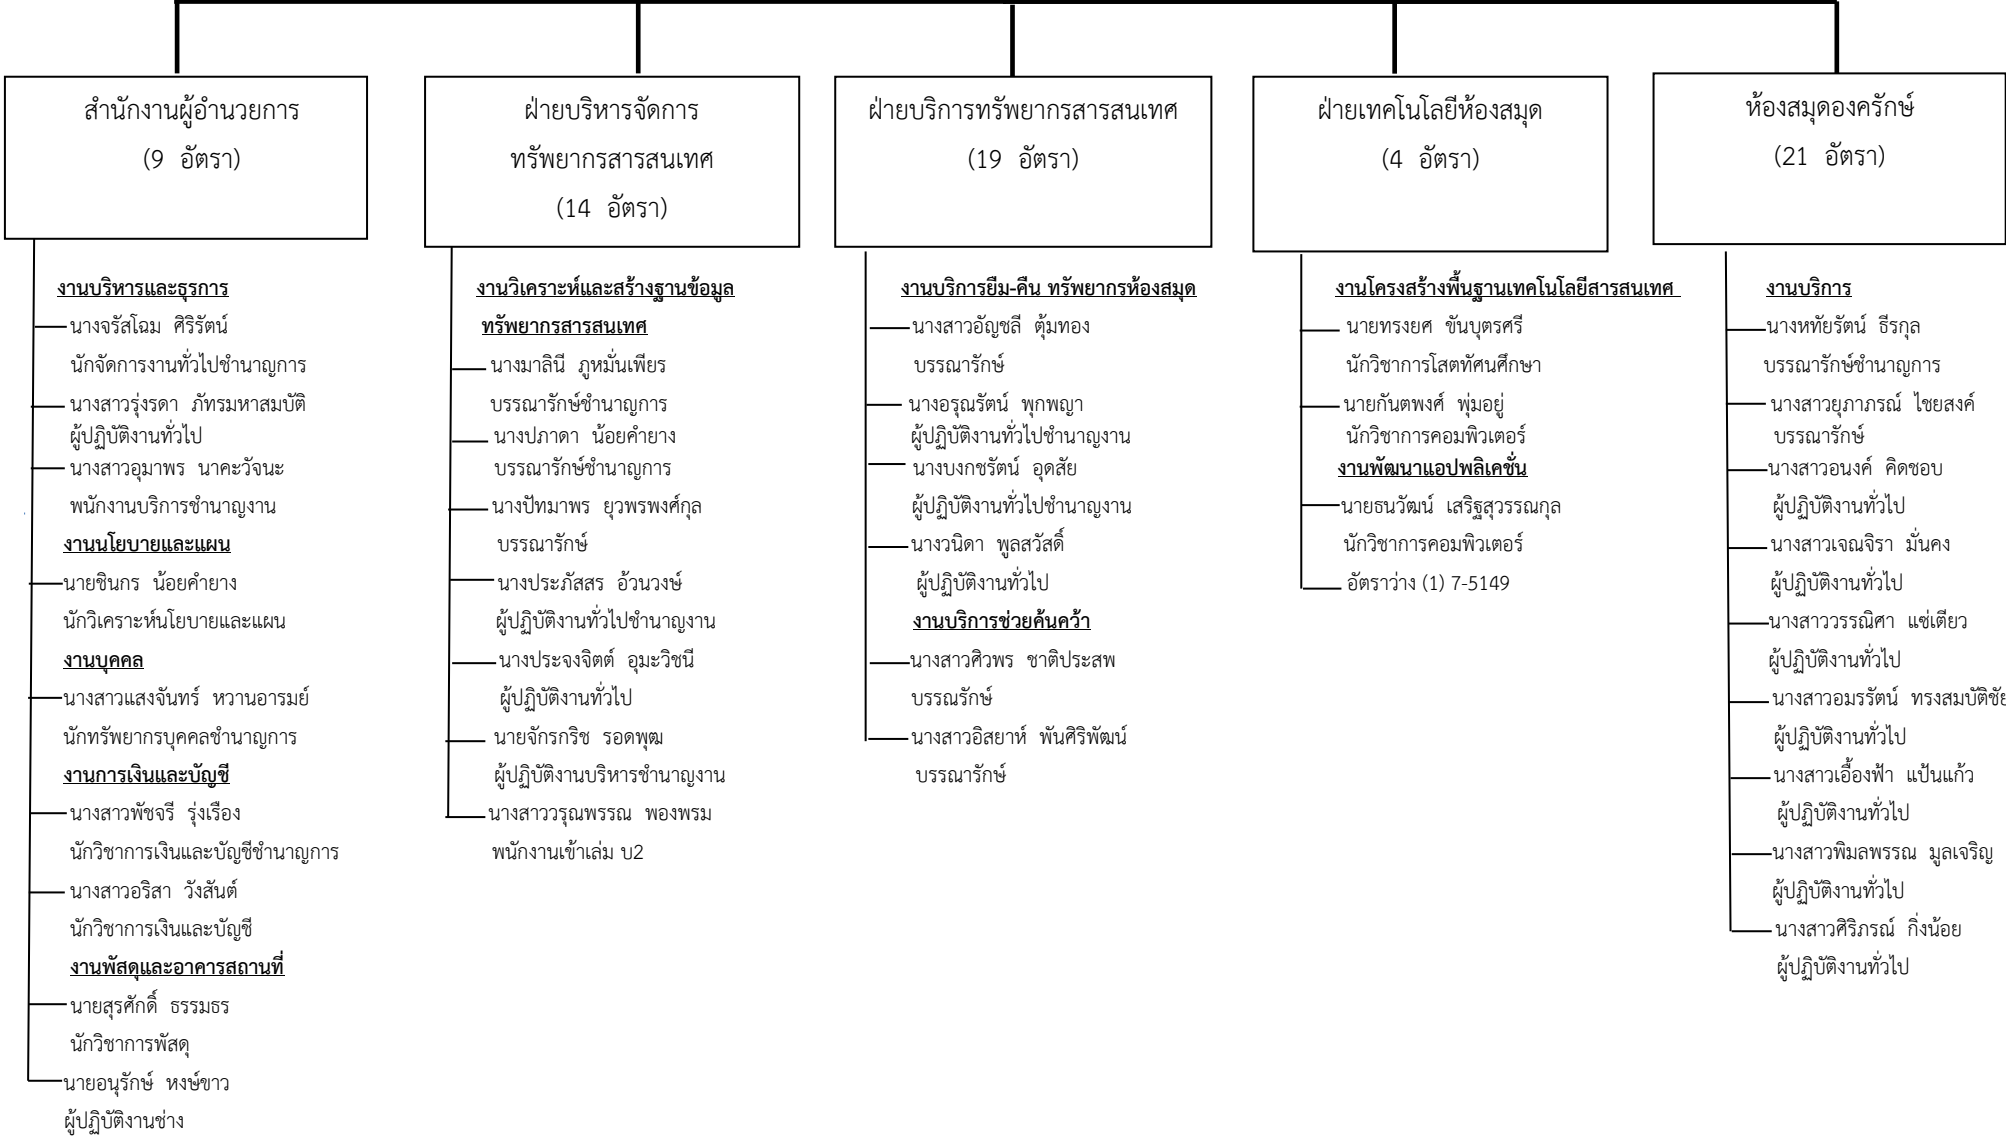 สำนักงานผู้อำนวยการ
(9 อัตรา)
งานบริหารและธุรการ
นางจรัสโฉม ศิริรัตน์
นักจัดการงานทั่วไปชำนาญการ
นางสาวรุ่งรดา ภัทรมหาสมบัติ
ผู้ปฏิบัติงานทั่วไป
นางสาวอุมาพร นาคะวัจนะ
พนักงานบริการชำนาญงาน
งานนโยบายและแผน
นายชินกร น้อยคำยาง
นักวิเคราะห์นโยบายและแผน
งานบุคคล
นางสาวแสงจันทร์ หวานอารมย์
นักทรัพยากรบุคคลชำนาญการ
งานการเงินและบัญชี
นางสาวพัชจรี รุ่งเรือง
นักวิชาการเงินและบัญชีชำนาญการ
นางสาวอริสา วังสันต์
นักวิชาการเงินและบัญชี
งานพัสดุและอาคารสถานที่
นายสุรศักดิ์ ธรรมธร
นักวิชาการพัสดุ
นายอนุรักษ์ หงษ์ขาว
ผู้ปฏิบัติงานช่าง
ฝ่ายบริหารจัดการ
ทรัพยากรสารสนเทศ
(14 อัตรา)
งานวิเคราะห์และสร้างฐานข้อมูล
ทรัพยากรสารสนเทศ
นางมาลินี ภูหมั่นเพียร
บรรณารักษ์ชำนาญการ
นางปภาดา น้อยคำยาง
บรรณารักษ์ชำนาญการ
นางปัทมาพร ยุวพรพงศ์กุล
บรรณารักษ์
นางประภัสสร อ้วนวงษ์
ผู้ปฏิบัติงานทั่วไปชำนาญงาน
นางประจงจิตต์ อุมะวิชนี
ผู้ปฏิบัติงานทั่วไป
นายจักรกริช รอดพุฒ
ผู้ปฏิบัติงานบริหารชำนาญงาน
นางสาววรุณพรรณ พองพรม
พนักงานเข้าเล่ม บ2
ฝ่ายบริการทรัพยากรสารสนเทศ
(19 อัตรา)
งานบริการยืม-คืน ทรัพยากรห้องสมุด
นางสาวอัญชลี ตุ้มทอง
บรรณารักษ์
นางอรุณรัตน์ พุกพญา
ผู้ปฏิบัติงานทั่วไปชำนาญงาน
นางบงกชรัตน์ อุดสัย
ผู้ปฏิบัติงานทั่วไปชำนาญงาน
นางวนิดา พูลสวัสดิ์
ผู้ปฏิบัติงานทั่วไป
งานบริการช่วยค้นคว้า
นางสาวศิวพร ชาติประสพ
บรรณรักษ์
นางสาวอิสยาห์ พันศิริพัฒน์
บรรณารักษ์
ฝ่ายเทคโนโลยีห้องสมุด
(4 อัตรา)
งานโครงสร้างพื้นฐานเทคโนโลยีสารสนเทศ
นายทรงยศ ขันบุตรศรี
นักวิชาการโสตทัศนศึกษา
นายกันตพงศ์ พุ่มอยู่
นักวิชาการคอมพิวเตอร์
งานพัฒนาแอปพลิเคชั่น
นายธนวัฒน์ เสริฐสุวรรณกุล
นักวิชาการคอมพิวเตอร์
อัตราว่าง (1) 7-5149
ห้องสมุดองครักษ์
(21 อัตรา)
งานบริการ
นางหทัยรัตน์ ธีรกุล
บรรณารักษ์ชำนาญการ
นางสาวยุภาภรณ์ ไชยสงค์
บรรณารักษ์
นางสาวอนงค์ คิดชอบ
ผู้ปฏิบัติงานทั่วไป
นางสาวเจณจิรา มั่นคง
ผู้ปฏิบัติงานทั่วไป
นางสาววรรณิศา แซ่เตียว
ผู้ปฏิบัติงานทั่วไป
นางสาวอมรรัตน์ ทรงสมบัติชัย
ผู้ปฏิบัติงานทั่วไป
นางสาวเอื้องฟ้า แป้นแก้ว
ผู้ปฏิบัติงานทั่วไป
นางสาวพิมลพรรณ มูลเจริญ
ผู้ปฏิบัติงานทั่วไป
นางสาวศิริภรณ์ กิ่งน้อย
ผู้ปฏิบัติงานทั่วไป